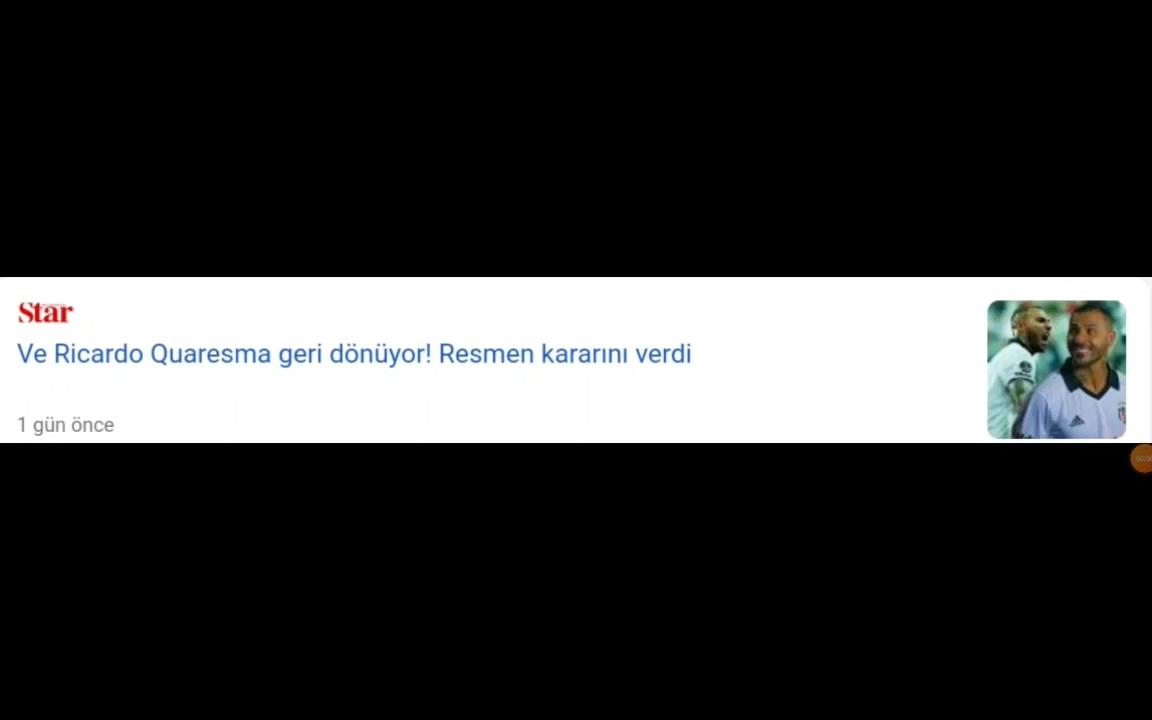 Star
Ve Ricardo Quaresma geri dönüyor! Resmen kararını verdi
1 gün önce